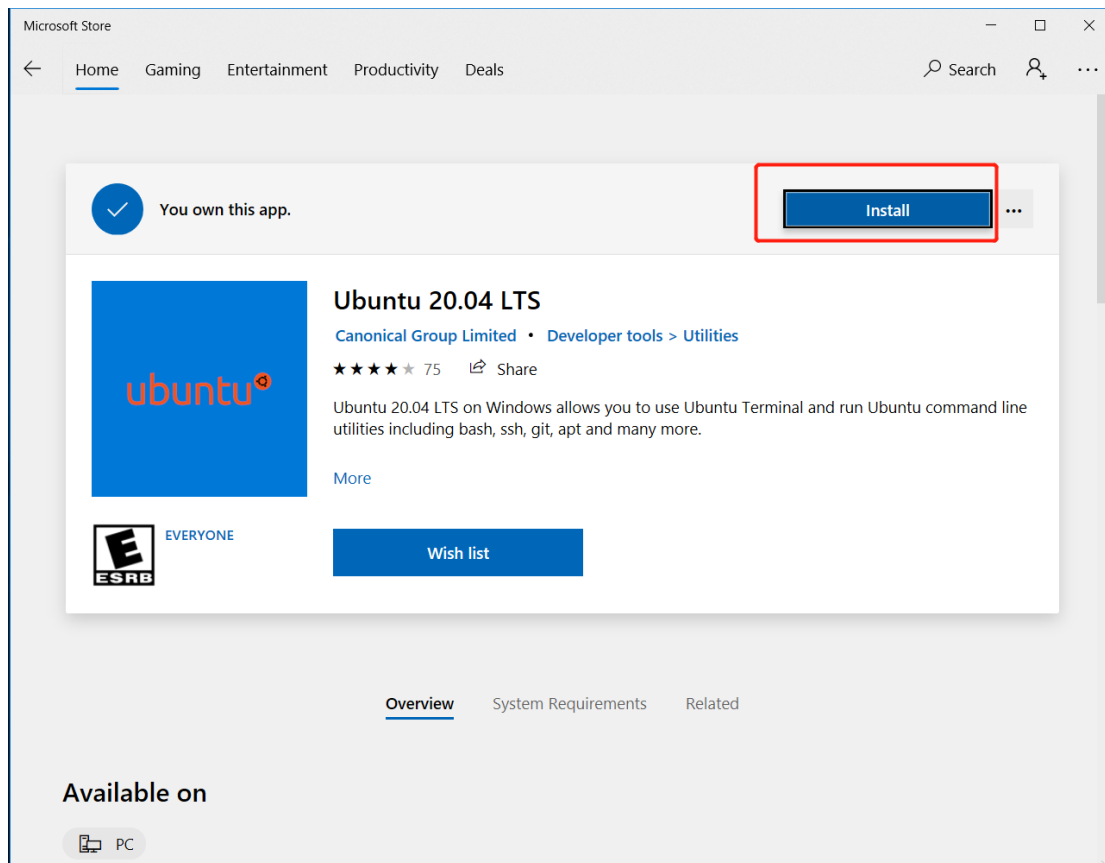 Microsoft Store
Home Gaming Entertainment Productivity Deals Search
You own this app.
Install
Ubuntu 20.04 LTS
Canonical Group Limited • Developer tools > Utilities
★★★★★ 75 Share
ubuntu
Ubuntu 20.04 LTS on Windows allows you to use Ubuntu Terminal and run Ubuntu command line
utilities including bash, ssh, git, apt and many more.
More
E
ESRB
EVERYONE
Wish list
Overview System Requirements Related
Available on
PC